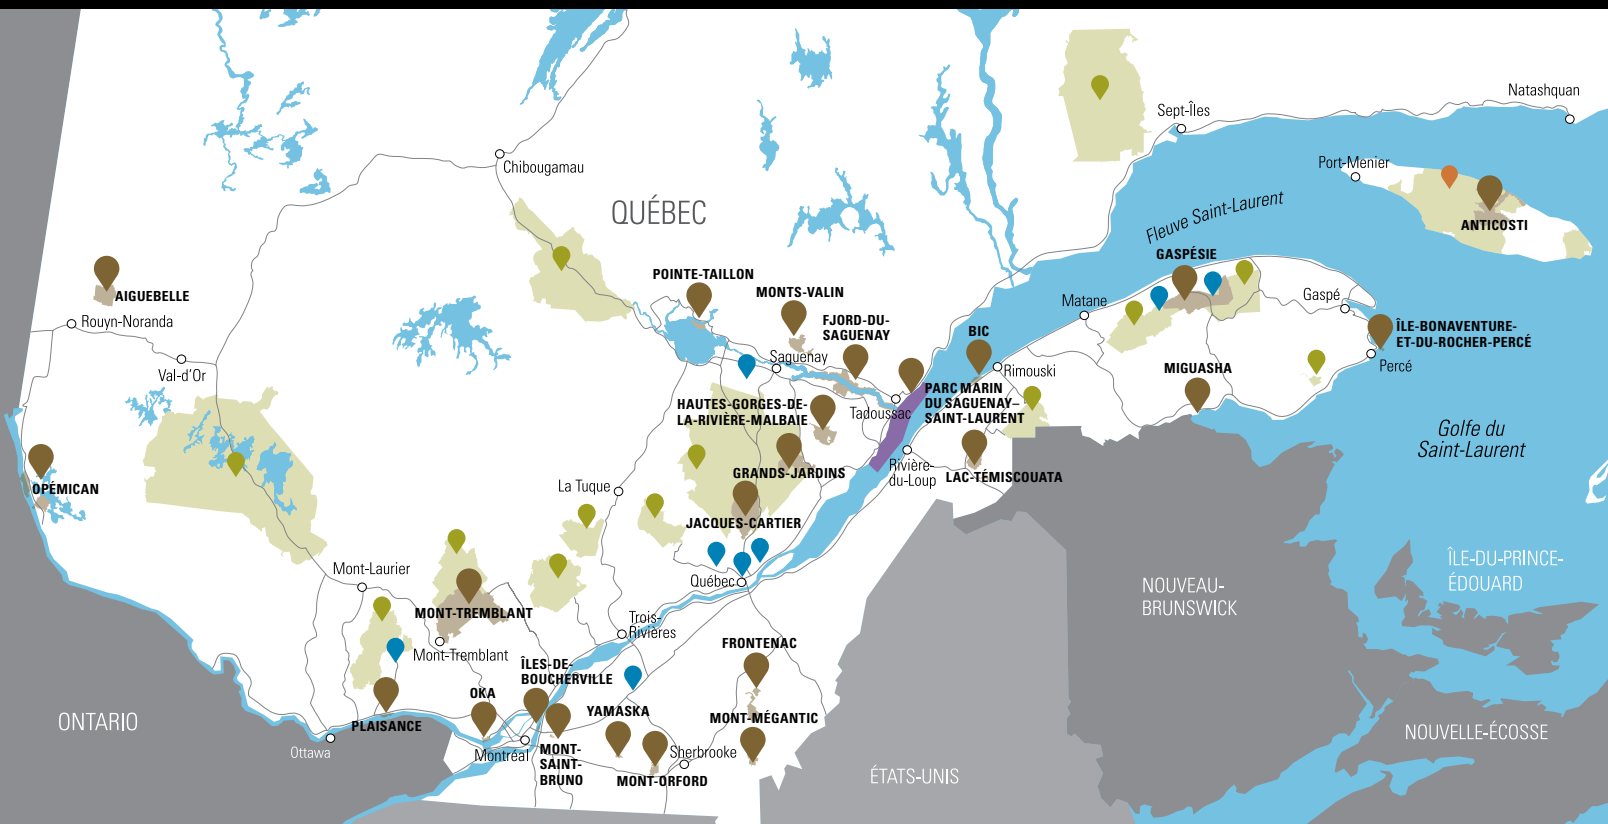 Natashquan
Sept-Îles
Port-Menier
Chibougamau
QUÉBEC
Fleuve Saint-Laurent
ANTICOSTI
GASPÉSIE
POINTE-TAILLON
MONTS-VALIN
AIGUEBELLE
Rouyn-Noranda
Matane
Gaspé
FJORD-DU-
SAGUENAY
BIC
ÎLE-BONAVENTURE-
ET-DU-ROCHER-PERCÉ
Saguenay
Percé
Val-d'Or
Rimouski
MIGUASHA
PARC MARIN
DU SAGUENAY–
SAINT-LAURENT
HAUTES-GORGES-DE-
LA-RIVIÈRE-MALBAIE
Tadoussac
Golfe du
Saint-Laurent
GRANDS-JARDINS
Rivière-
du-Loup
LAC-TÉMISCOUATA
OPÉMICAN
La Tuque
JACQUES-CARTIER
Mont-Laurier
Québec
ÎLE-DU-PRINCE-
ÉDOUARD
NOUVEAU-
BRUNSWICK
MONT-TREMBLANT
Trois-
Rivières
Mont-Tremblant
FRONTENAC
ÎLES-DE-
BOUCHERVILLE
OKA
YAMASKA
MONT-MÉGANTIC
ONTARIO
PLAISANCE
NOUVELLE-ÉCOSSE
Ottawa
Montréal
MONT-
SAINT-
BRUNO
Sherbrooke
MONT-ORFORD
ÉTATS-UNIS